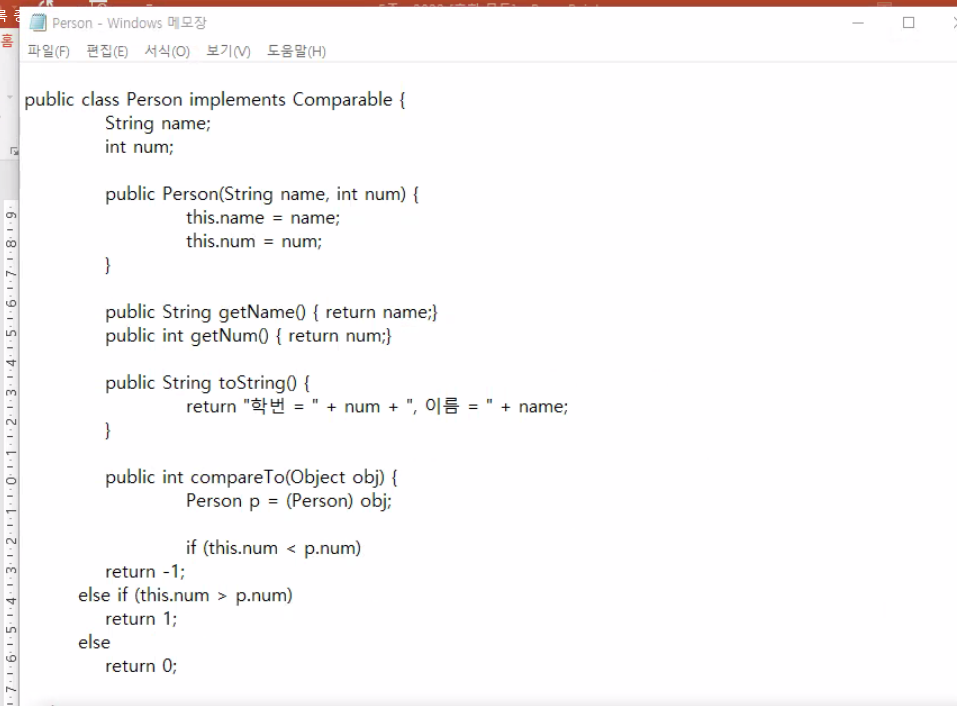 Person - Windows 메모장
파일(F) 편집(E) 서식(O) 보기(V) 도움말(H)
홈
public class Person implements Comparable {
String name;
int num;
public Person(String name, int num) {
this.name = name;
this.num = num;
}
public String getName() { return name;}
public int getNum() { return num;}
public String toString() {
return "학번 = " + num + ", 이름 = " + name;
}
public int compareTo(Object obj) {
Person p = (Person) obj;
if (this.num < p.num)
return -1;
else if (this.num > p.num)
return 1;
else
return 0;